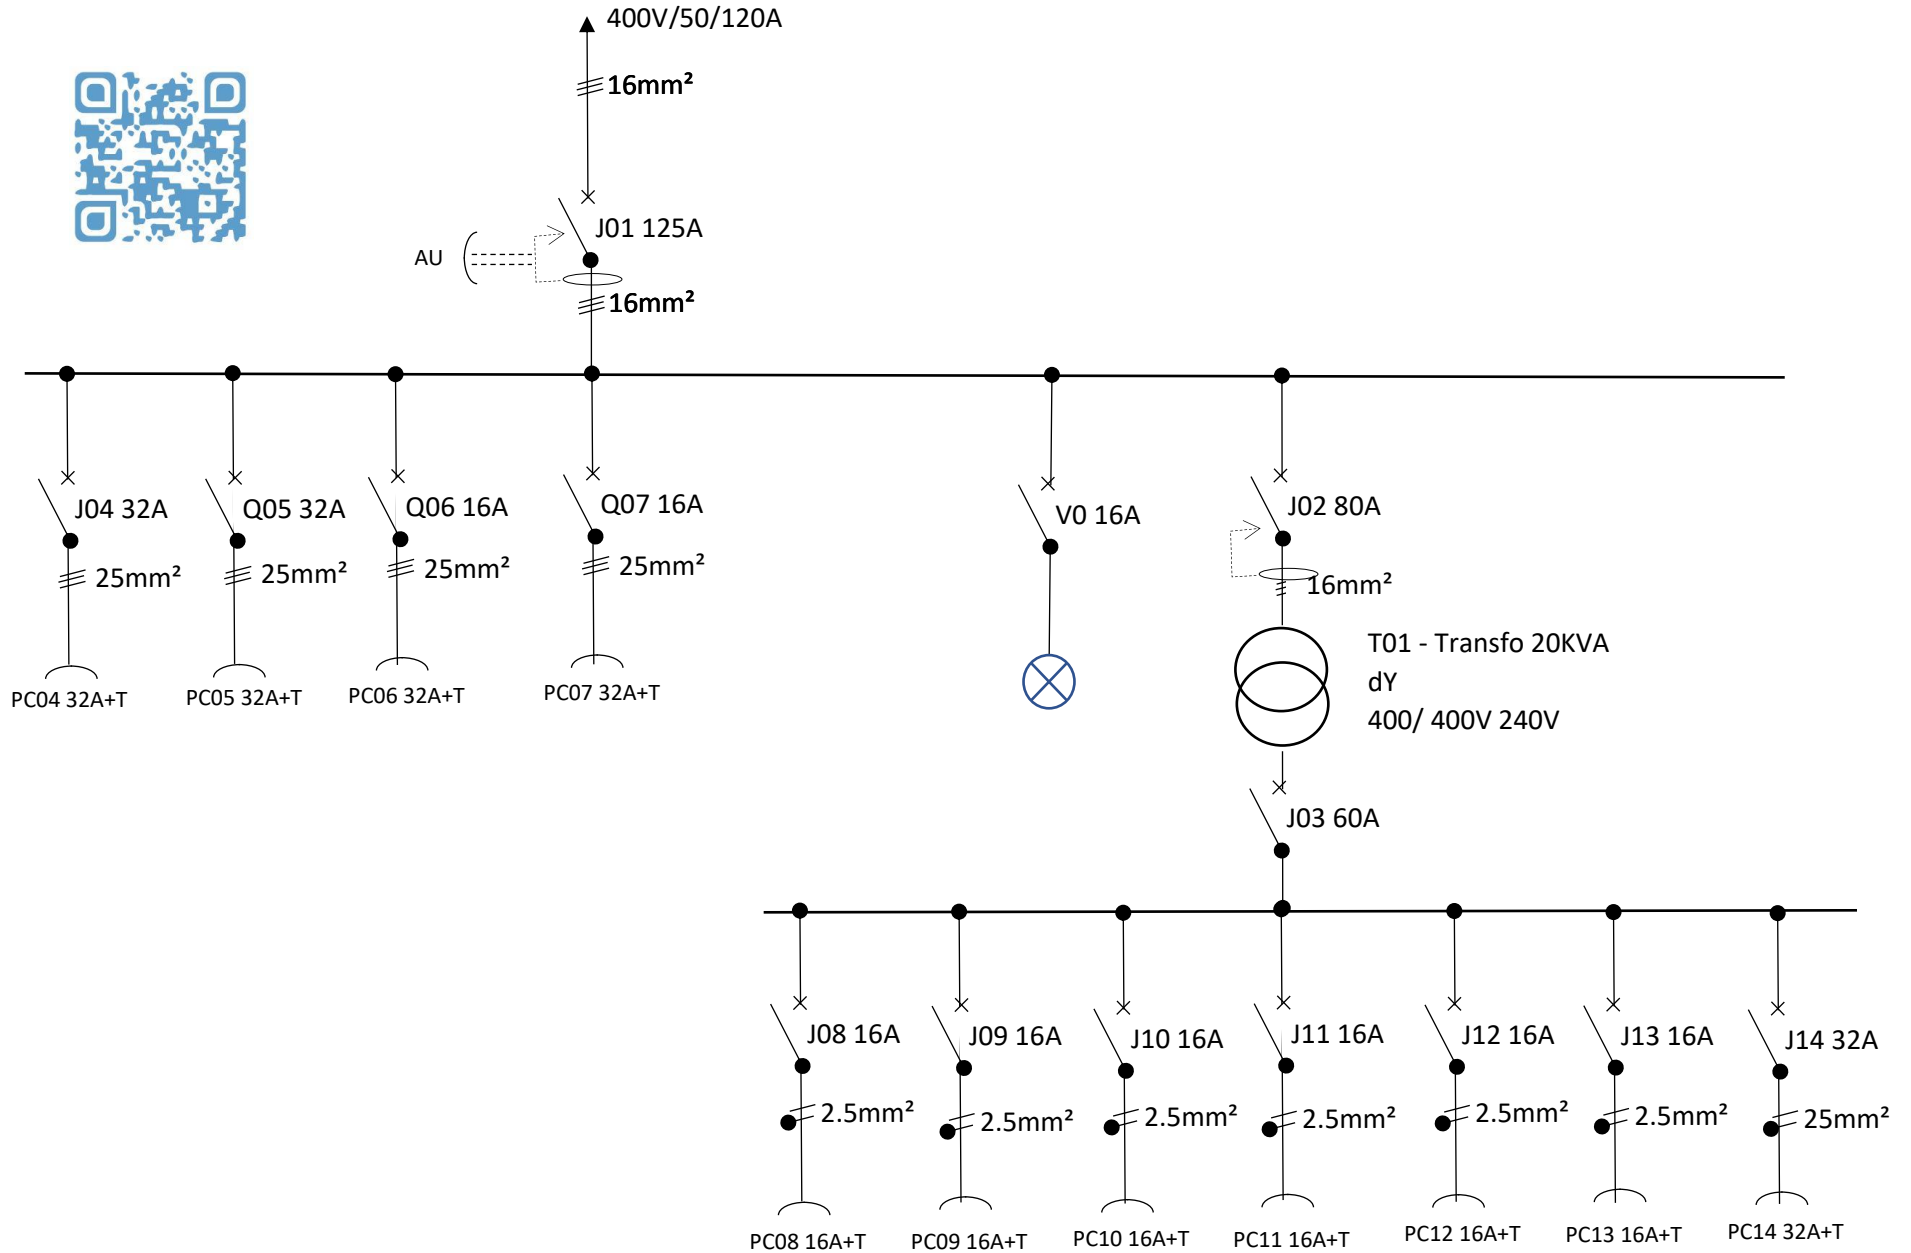 400V/50/120A
16mm²
J01 125A
AU
16mm²
J04 32A
Q05 32A
Q06 16A
Q07 16A
V0 16A
J02 80A
25mm²
25mm²
25mm²
25mm²
16mm²
PC04 32A+T
PC05 32A+T
PC06 32A+T
PC07 32A+T
T01 - Transfo 20KVA
dY
400/ 400V 240V
J03 60A
J08 16A
J09 16A
J10 16A
J11 16A
J12 16A
J13 16A
J14 32A
2.5mm²
2.5mm²
2.5mm²
2.5mm²
2.5mm²
2.5mm²
25mm²
PC08 16A+T
PC09 16A+T
PC10 16A+T
PC11 16A+T
PC12 16A+T
PC13 16A+T
PC14 32A+T